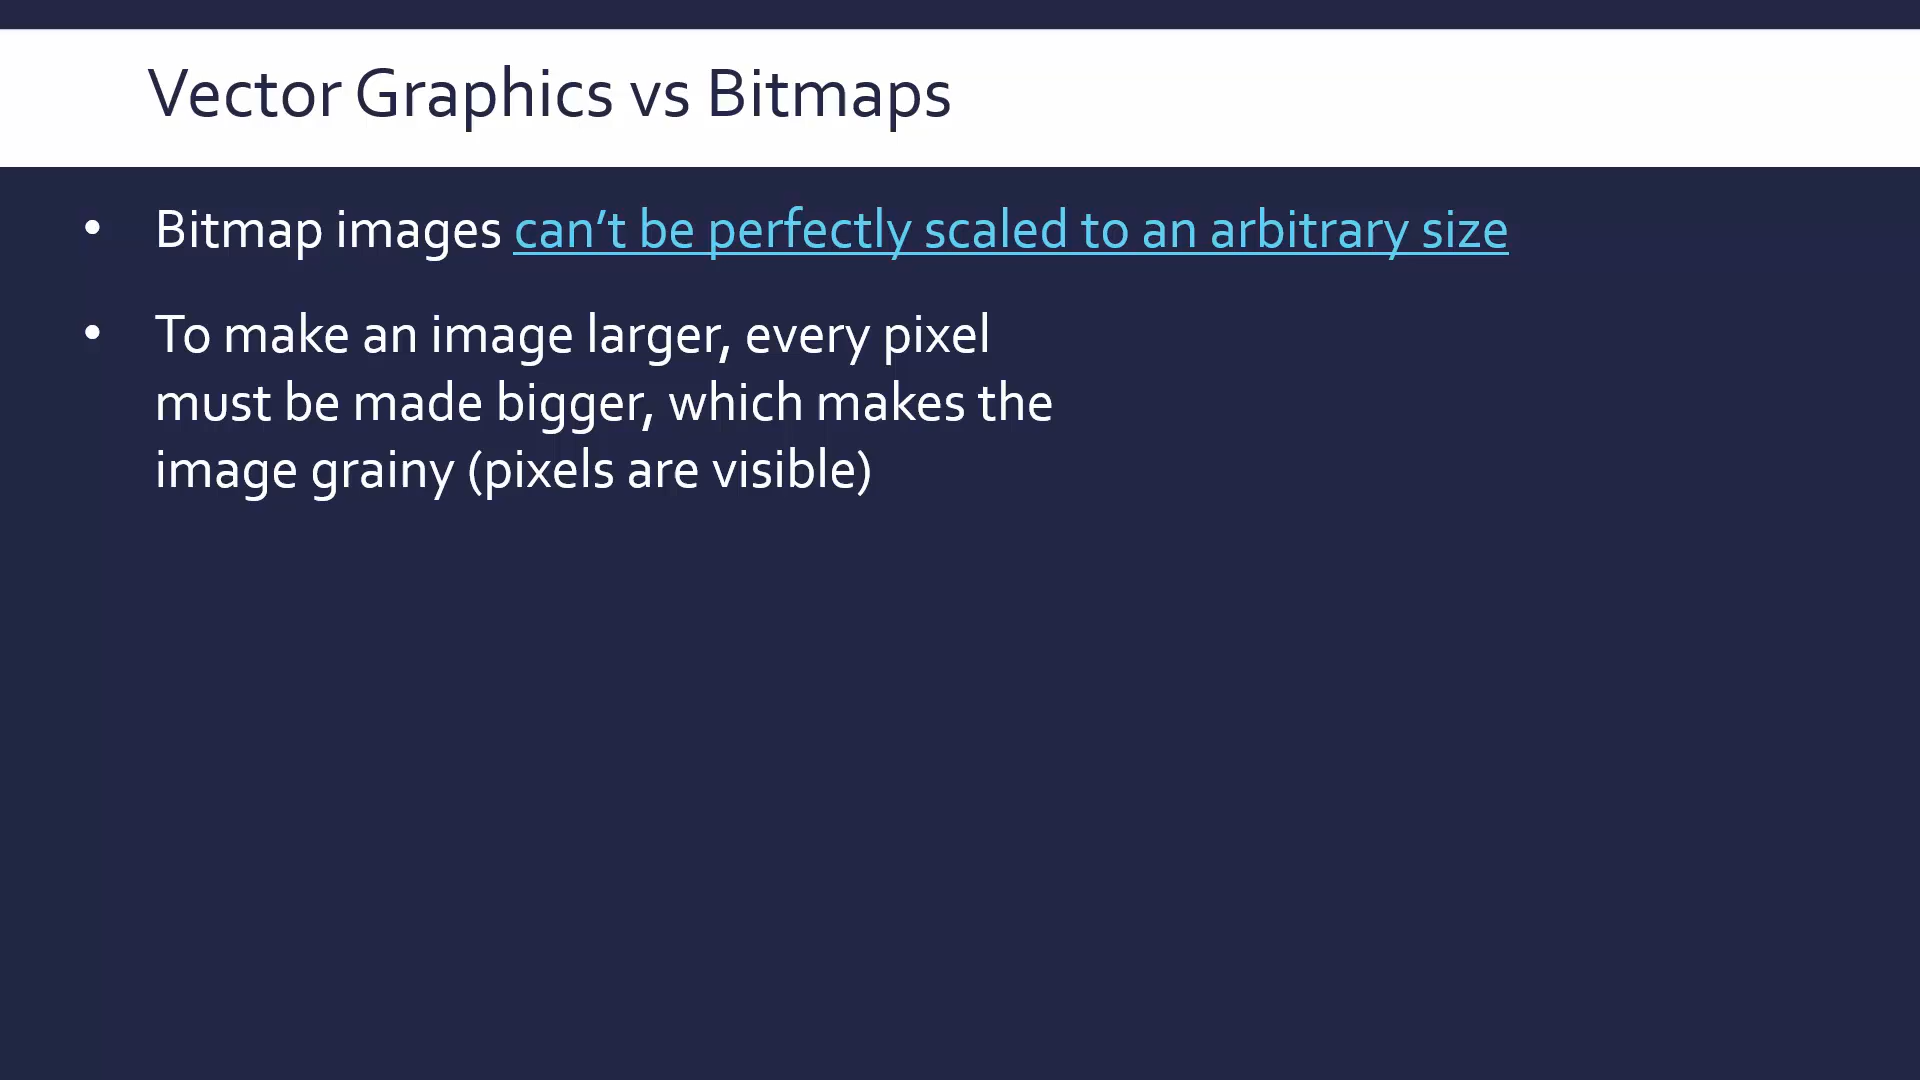 Vector Graphics vs Bitmaps
• Bitmap images can’t be perfectly scaled to an arbitrary size
• To make an image larger, every pixel
must be made bigger, which makes the
image grainy (pixels are visible)